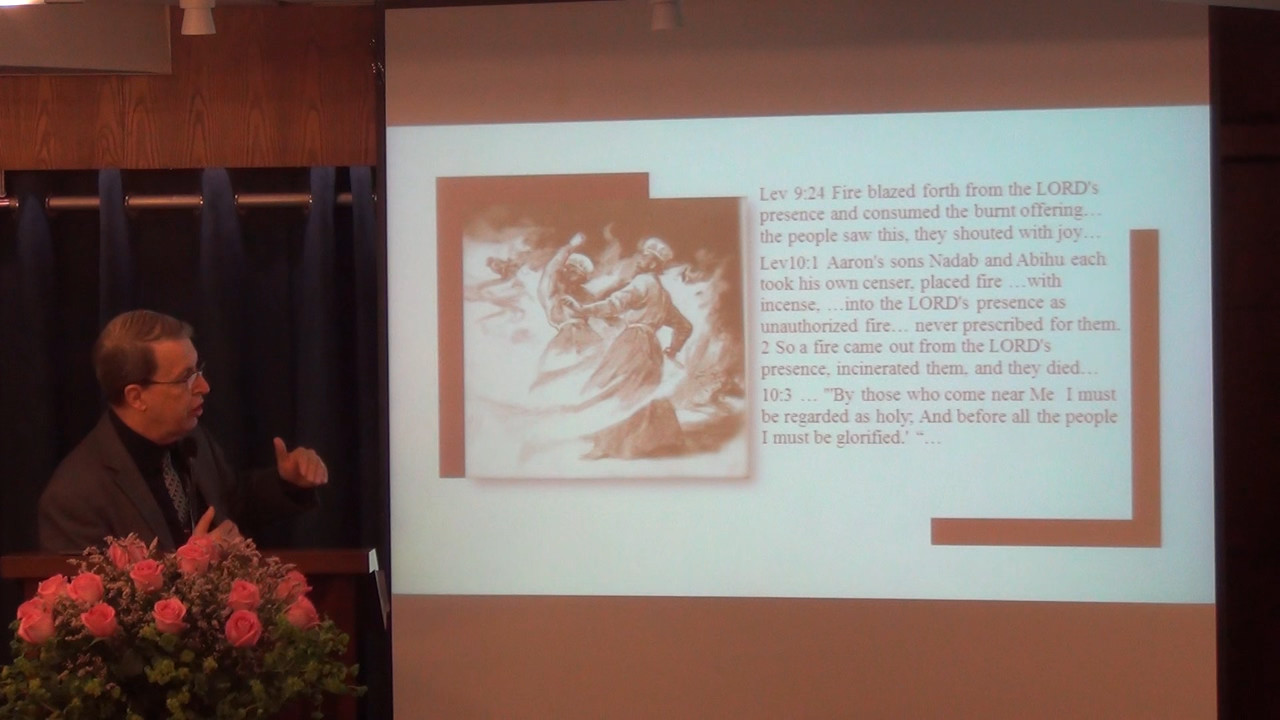 Lev 9:24 Fire blazed forth from the LORD's
presence and consumed the burnt offering…
the people saw this, they shouted with joy…
Lev10:1 Aaron's sons Nadab and Abihu each
took his own censer, placed fire …with
incense, …into the LORD's presence as
unauthorized fire… never prescribed for them.
2 So a fire came out from the LORD's
presence, incinerated them, and they died…
10:3 … "'By those who come near Me I must
be regarded as holy; And before all the people
I must be glorified.' “…